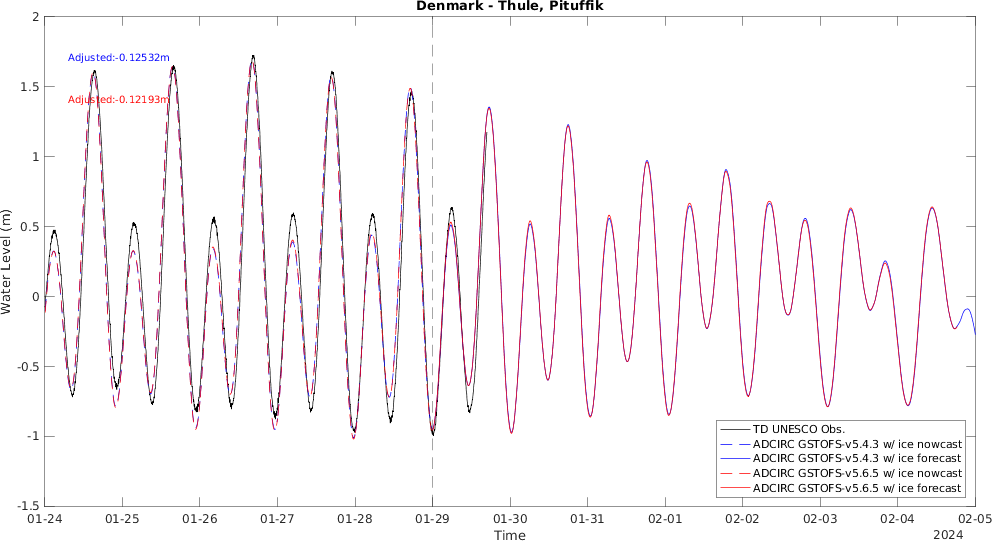 Denmark - Thule, Pituffik
Adjusted:-0.12532m
Adjusted:-0.12193m
Water Level (m)
2
1.5
1
0.5
0
-0.5
-1
-1.5
TD UNESCO Obs.
ADCIRC GSTOFS-v5.4.3 w/ ice nowcast
ADCIRC GSTOFS-v5.4.3 w/ ice forecast
ADCIRC GSTOFS-v5.6.5 w/ ice nowcast
ADCIRC GSTOFS-v5.6.5 w/ ice forecast
01-24 01-25 01-26 01-27 01-28 01-29 01-30 01-31 02-01 02-02 02-03 02-04 02-05
Time
2024